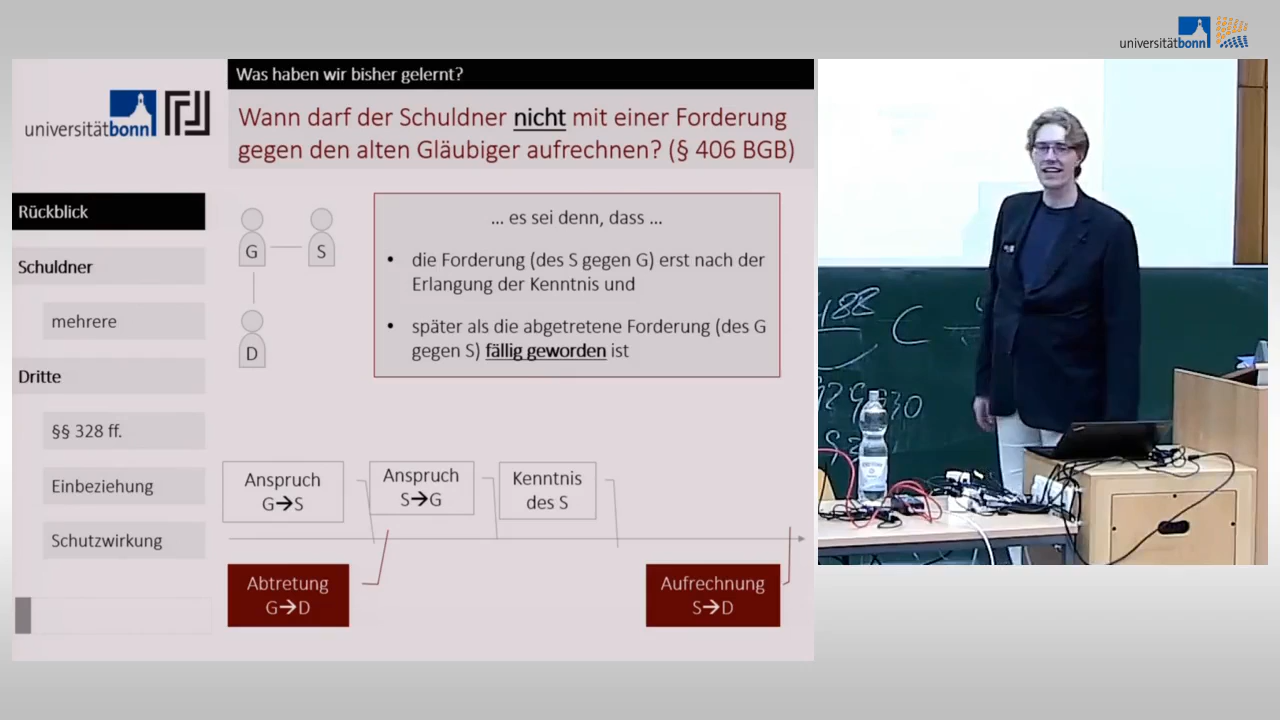 universitätbonn
Was haben wir bisher gelernt?
universitätbonn
Wann darf der Schuldner nicht mit einer Forderung
gegen den alten Gläubiger aufrechnen? (§ 406 BGB)
Rückblick
Schuldner
mehrere
Dritte
§§ 328 ff.
Einbeziehung
Schutzwirkung
G
S
D
... es sei denn, dass ...
• die Forderung (des S gegen G) erst nach der
Erlangung der Kenntnis und
• später als die abgetretene Forderung (des G
gegen S) fällig geworden ist
Anspruch
G→S
Anspruch
S→G
Kenntnis
des S
Abtretung
G→D
Aufrechnung
S→D
488
C